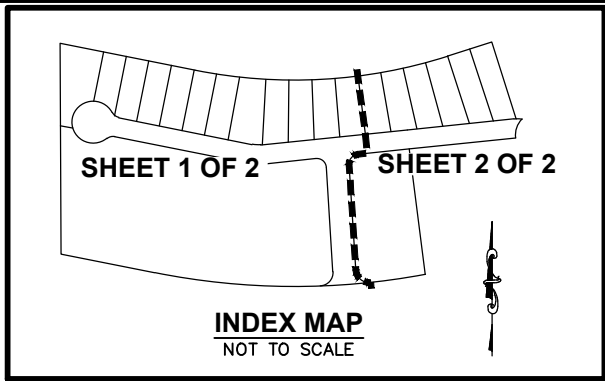 SHEET 1 OF 2
SHEET 2 OF 2
INDEX MAP
NOT TO SCALE